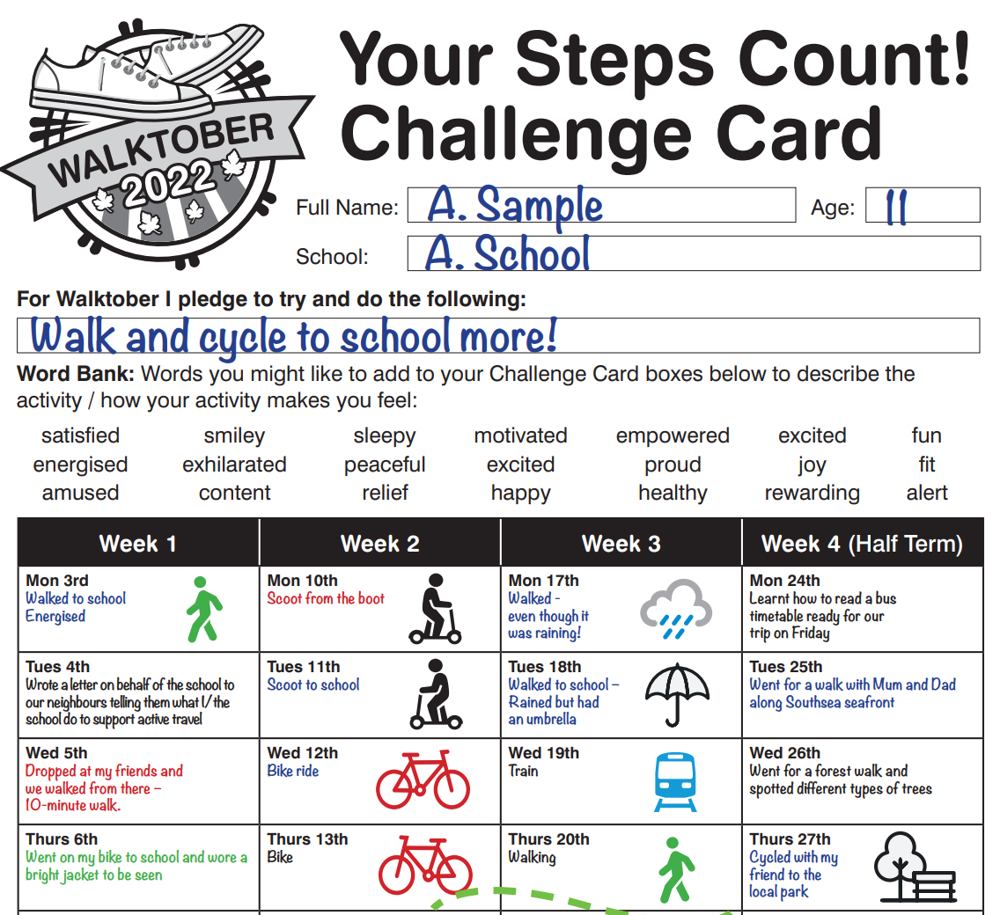 WALKTOBER
2022
Your Steps Count!
Challenge Card
Full Name: A. Sample Age: 11
School: A. School
For Walktober I pledge to try and do the following:
Walk and cycle to school more!
Word Bank: Words you might like to add to your Challenge Card boxes below to describe the
activity / how your activity makes you feel:
satisfied smiley sleepy motivated empowered excited fun
energised exhilarated peaceful excited proud joy fit
amused content relief happy healthy rewarding alert
Week 1 Week 2 Week 3 Week 4 (Half Term)
Mon 3rd
Walked to school
Energised
Mon 10th
Scoot from the boot
Mon 17th
Walked -
even though it
was raining!
Mon 24th
Learnt how to read a bus
timetable ready for our
trip on Friday
Tues 4th
Wrote a letter on behalf of the school to
our neighbours telling them what I/the
school do to support active travel
Tues 11th
Scoot to school
Tues 18th
Walked to school –
Rained but had
an umbrella
Tues 25th
Went for a walk with Mum and Dad
along Southsea seafront
Wed 5th
Dropped at my friends and
we walked from there –
10-minute walk.
Wed 12th
Bike ride
Wed 19th
Train
Wed 26th
Went for a forest walk and
spotted different types of trees
Thurs 6th
Went on my bike to school and wore a
bright jacket to be seen
Thurs 13th
Bike
Thurs 20th
Walking
Thurs 27th
Cycled with my
friend to the
local park